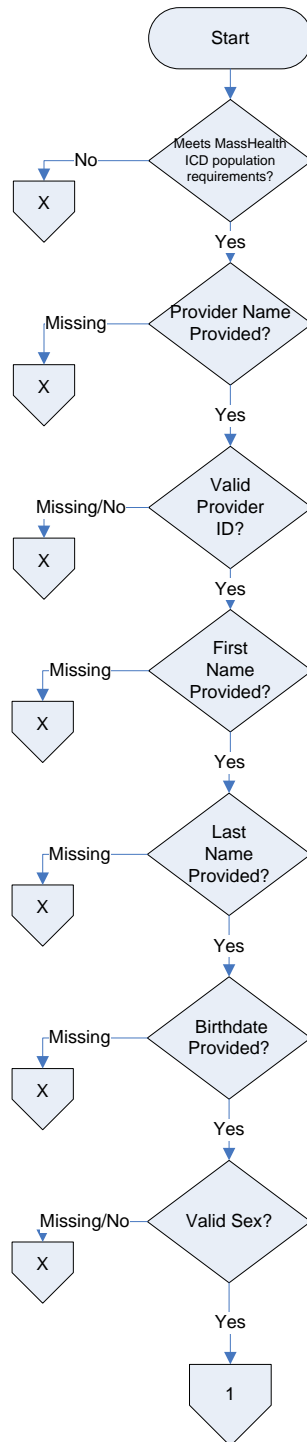 Start
Meets MassHealth
ICD population
requirements?
No
X
Yes
Provider Name
Provided?
Missing
X
Yes
Valid
Provider
ID?
Missing/No
X
Yes
First
Name
Provided?
Missing
X
Yes
Last
Name
Provided?
Missing
X
Yes
Birthdate
Provided?
Missing
X
Yes
Valid Sex?
Missing/No
X
Yes
1